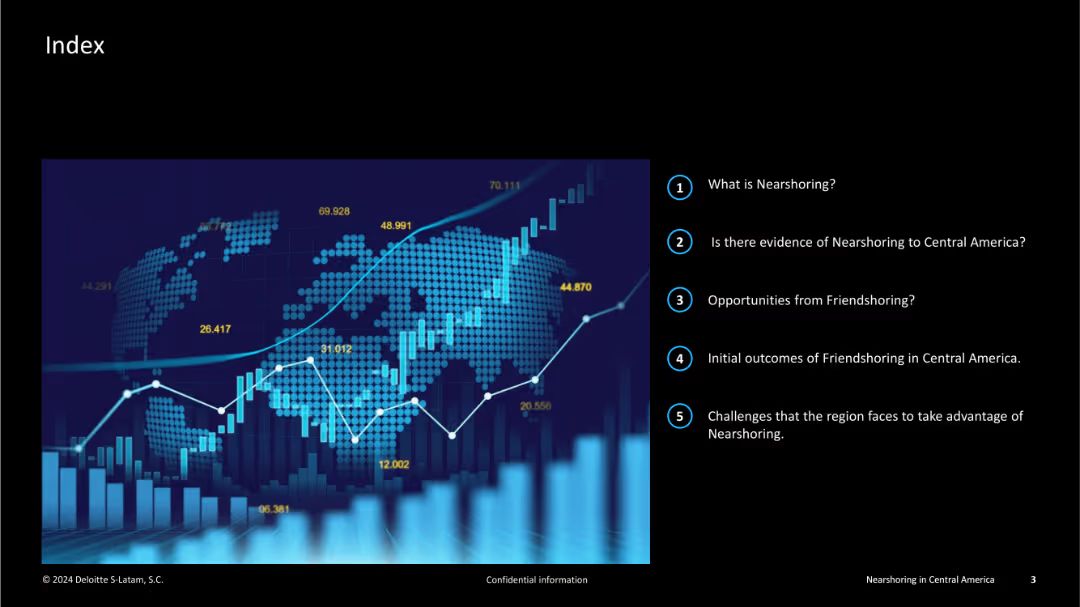 Index
70.111
69.928
48.991
44.291
44.870
26.417
31.012
20.556
12.002
06.381
1 What is Nearshoring?
2 Is there evidence of Nearshoring to Central America?
3 Opportunities from Friendshoring?
4 Initial outcomes of Friendshoring in Central America.
5 Challenges that the region faces to take advantage of
Nearshoring.
© 2024 Deloitte S-Latam, S.C.
Confidential information
Nearshoring in Central America
3